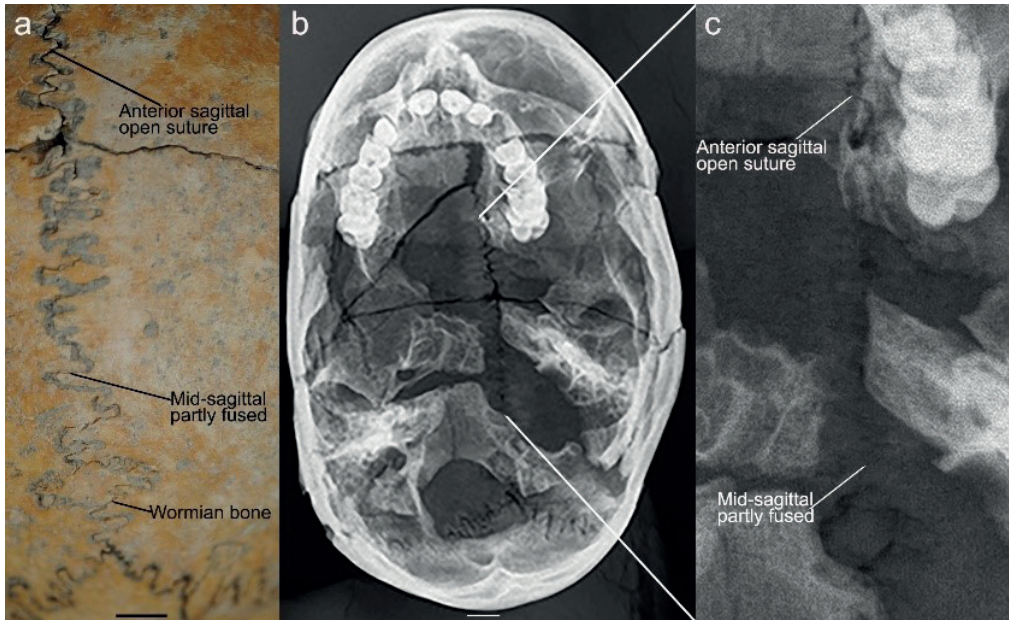 a
Anterior sagittal
open suture
Mid-sagittal
partly fused
Wormian bone
b
c
Anterior sagittal
open suture
Mid-sagittal
partly fused